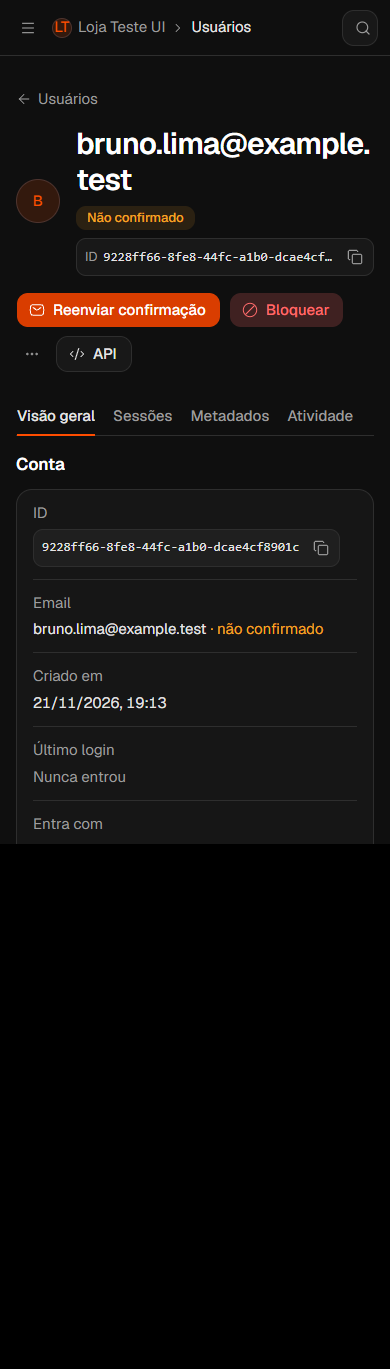 LT Loja Teste UI > Usuários
← Usuários
bruno.lima@example.
test
B
Não confirmado
ID 9228ff66-8fe8-44fc-a1b0-dcae4cf…
Reenviar confirmação
Bloquear
··· </> API
Visão geral Sessões Metadados Atividade
Conta
ID
9228ff66-8fe8-44fc-a1b0-dcae4cf8901c
Email
bruno.lima@example.test · não confirmado
Criado em
21/11/2026, 19:13
Último login
Nunca entrou
Entra com